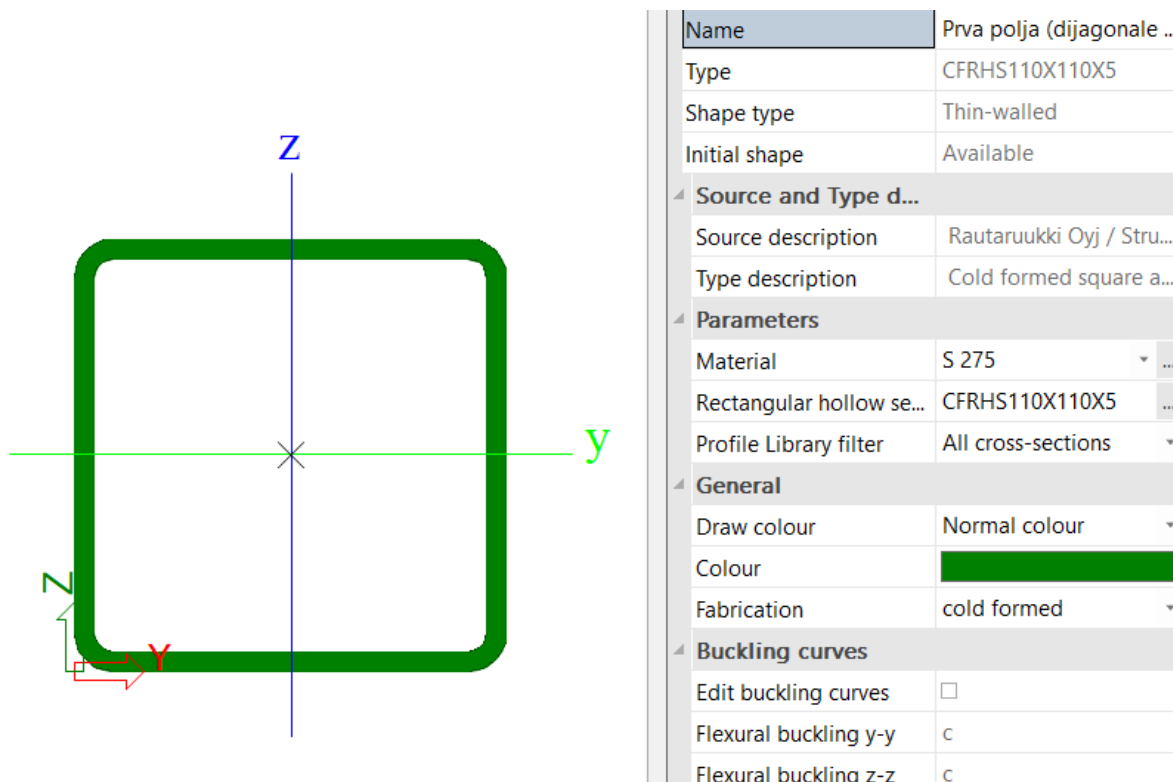 z
y
Z
Y
Name Prva polja (dijagonale ...
Type CFRHS110X110X5
Shape type Thin-walled
Initial shape Available
Source and Type d...
Source description Rautaruukki Oyj / Stru...
Type description Cold formed square a...
Parameters
Material S 275 ...
Rectangular hollow se... CFRHS110X110X5 ...
Profile Library filter All cross-sections
General
Draw colour Normal colour
Colour
Fabrication cold formed
Buckling curves
Edit buckling curves
Flexural buckling y-y c
Flexural buckling z-z c